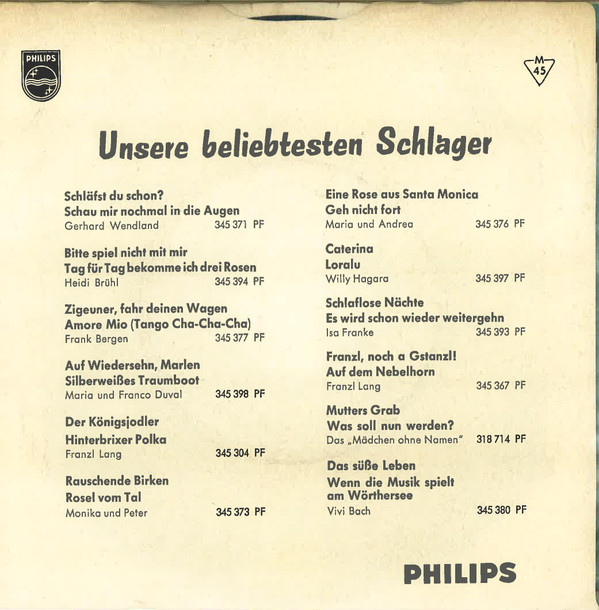 PHILIPS
M
45
Unsere beliebtesten Schlager
Schläfst du schon?
Schau mir nochmal in die Augen
Gerhard Wendland 345 371 PF
Bitte spiel nicht mit mir
Tag für Tag bekomme ich drei Rosen
Heidi Brühl 345 394 PF
Zigeuner, fahr deinen Wagen
Amore Mio (Tango Cha-Cha-Cha)
Frank Bergen 345 377 PF
Auf Wiedersehn, Marlen
Silberweißes Traumboot
Maria und Franco Duval 345 398 PF
Der Königsjodler
Hinterbrixer Polka
Franzl Lang 345 304 PF
Rauschende Birken
Rosel vom Tal
Monika und Peter 345 373 PF
Eine Rose aus Santa Monica
Geh nicht fort
Maria und Andrea 345 376 PF
Caterina
Loralu
Willy Hagara 345 397 PF
Schlaflose Nächte
Es wird schon wieder weitergehn
Isa Franke 345 393 PF
Franzl, noch a Gstanzl!
Auf dem Nebelhorn
Franzl Lang 345 367 PF
Mutters Grab
Was soll nun werden?
Das „Mädchen ohne Namen" 318 714 PF
Das süße Leben
Wenn die Musik spielt
am Wörthersee
Vivi Bach 345 380 PF
PHILIPS